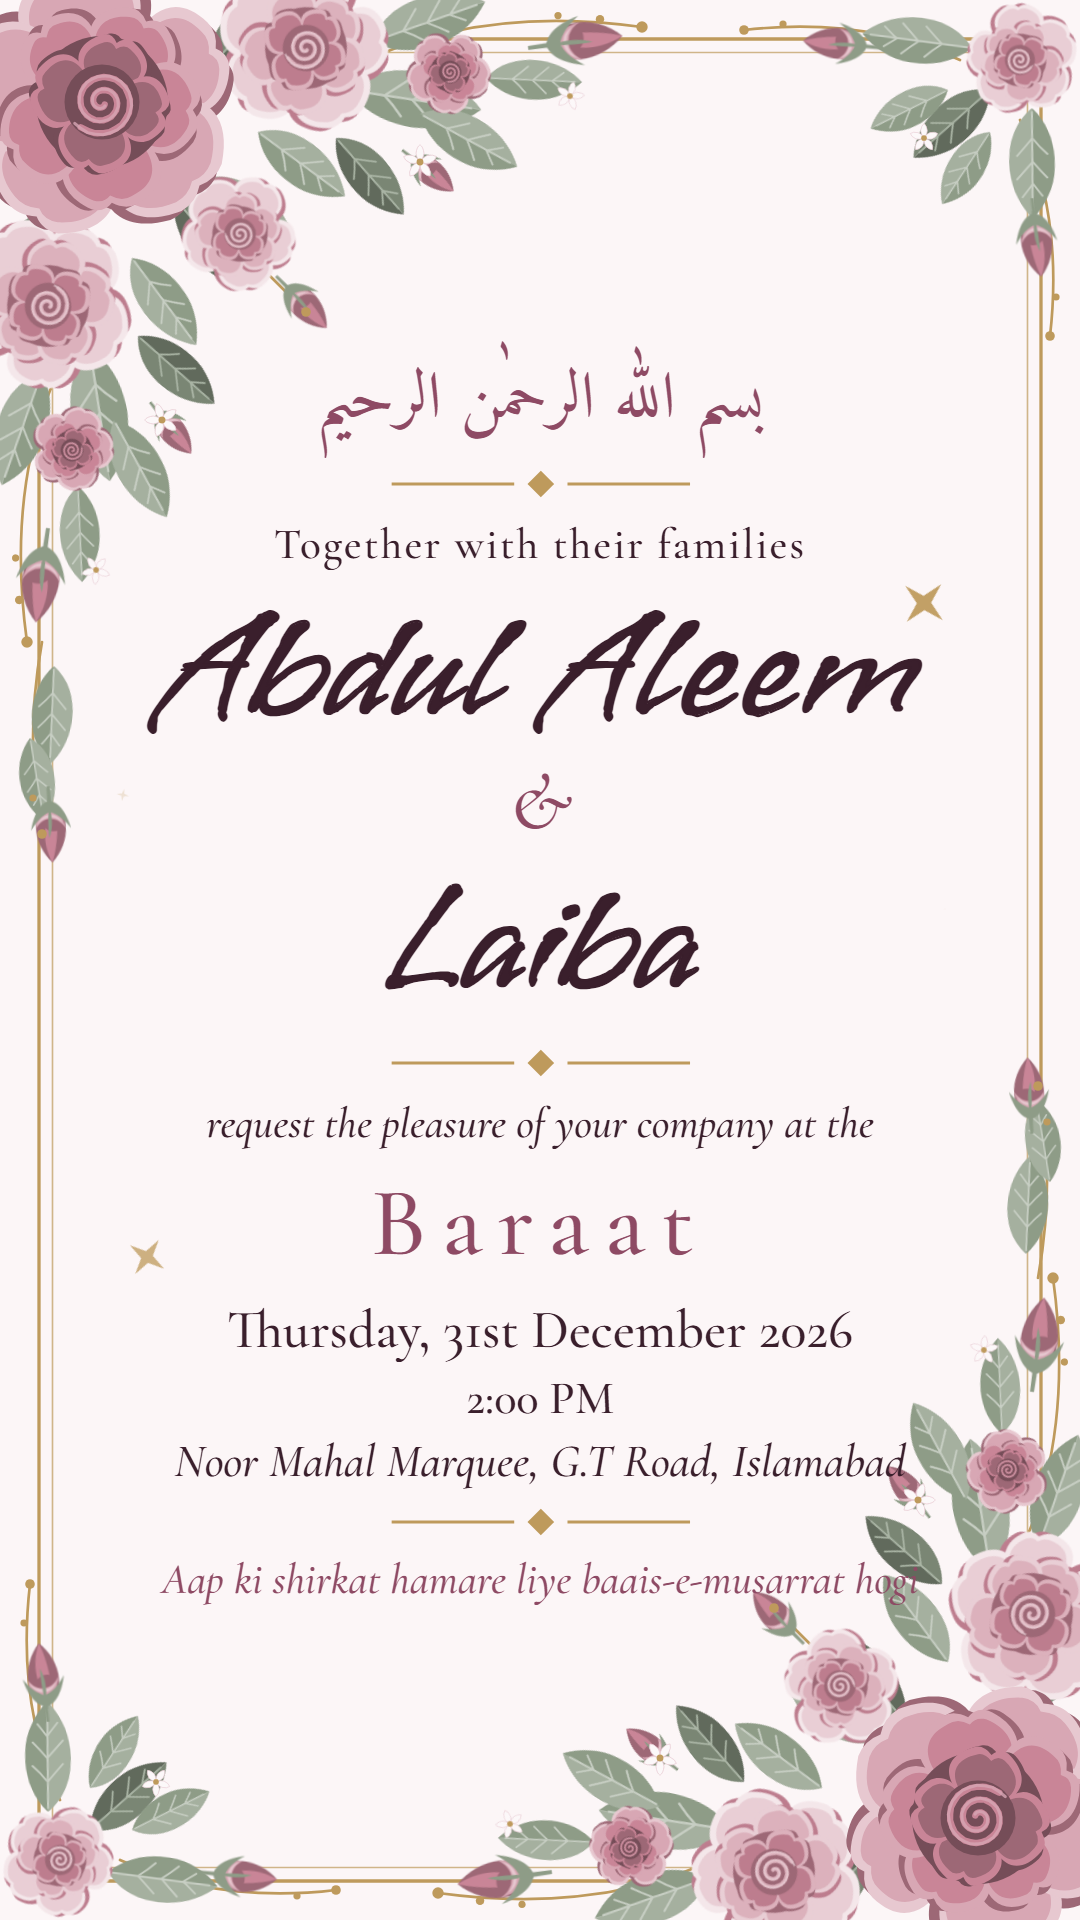 بسم الله الرحمٰن الرحيم
Together with their families
Abdul Aleem
&
Laiba
request the pleasure of your company at the
Baraat
Thursday, 31st December 2026
2:00 PM
Noor Mahal Marquee, G.T Road, Islamabad
Aap ki shirkat hamare liye baais-e-musarrat hogi